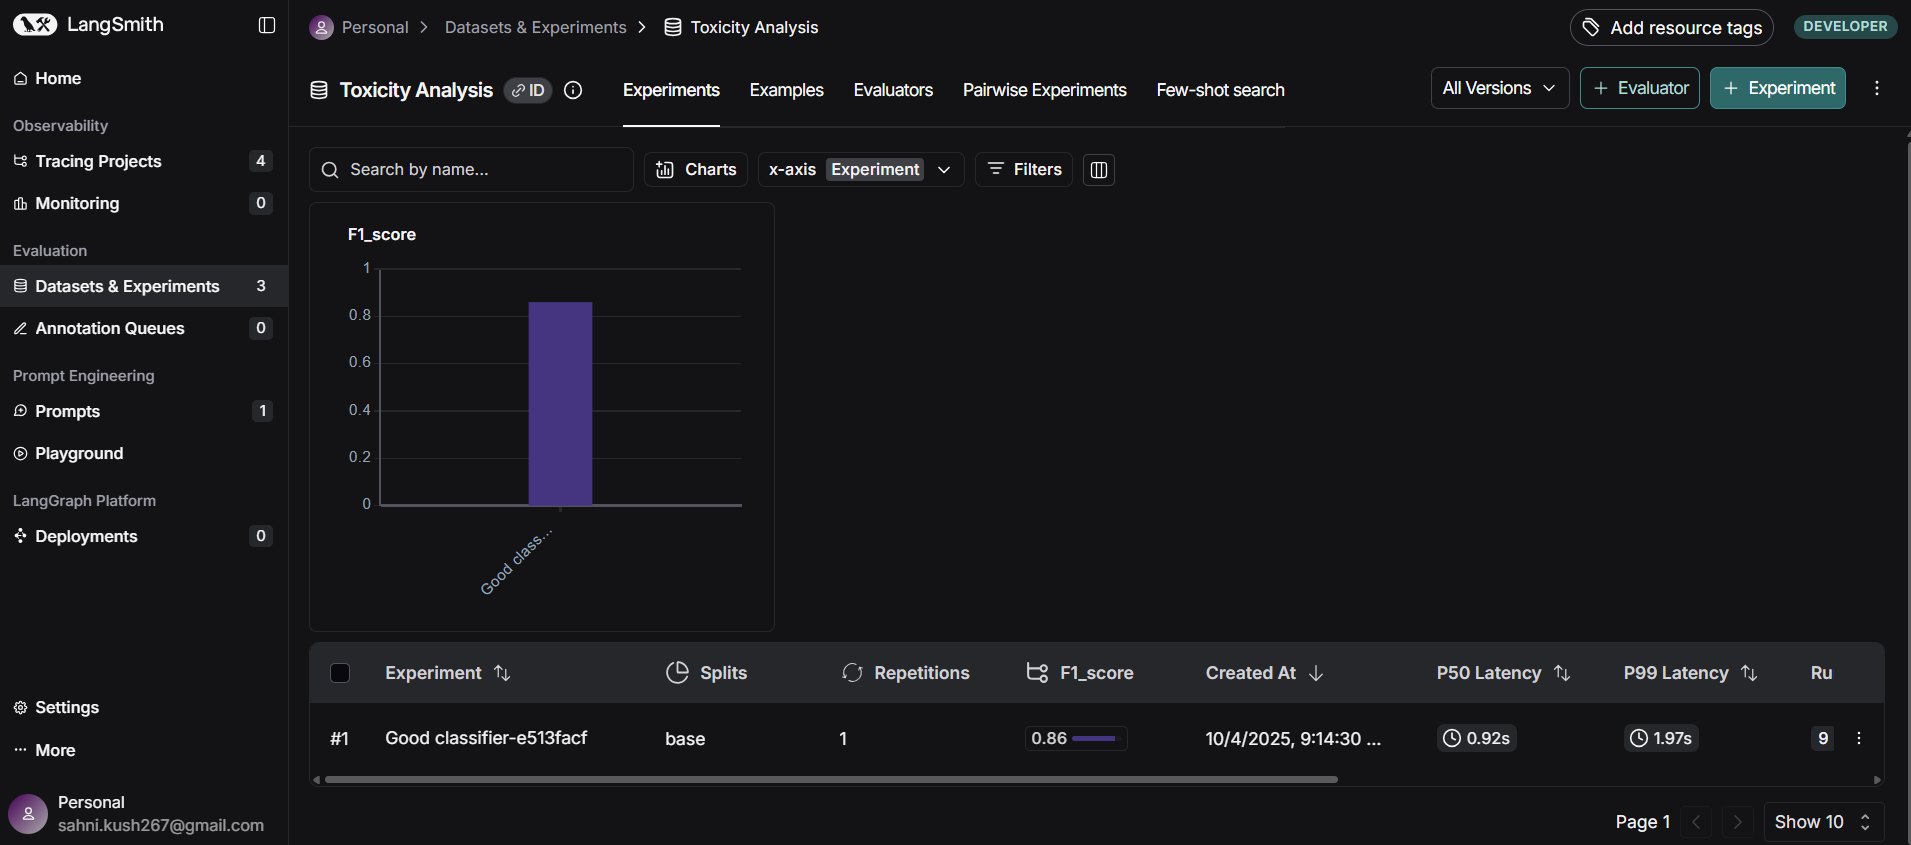 LangSmith
Home
Observability
Tracing Projects 4
Monitoring 0
Evaluation
Datasets & Experiments 3
Annotation Queues 0
Prompt Engineering
Prompts 1
Playground
LangGraph Platform
Deployments 0
Settings
More
Personal
sahni.kush267@gmail.com
Personal > Datasets & Experiments > Toxicity Analysis
Add resource tags
DEVELOPER
Toxicity Analysis ID
Experiments Examples Evaluators Pairwise Experiments Few-shot search
All Versions + Evaluator + Experiment
Search by name... Charts x-axis Experiment Filters
F1_score
1
0.8
0.6
0.4
0.2
0
Good class...
Experiment Splits Repetitions F1_score Created At P50 Latency P99 Latency Ru
#1 Good classifier-e513facf base 1 0.86 10/4/2025, 9:14:30 ... 0.92s 1.97s 9
Page 1 Show 10